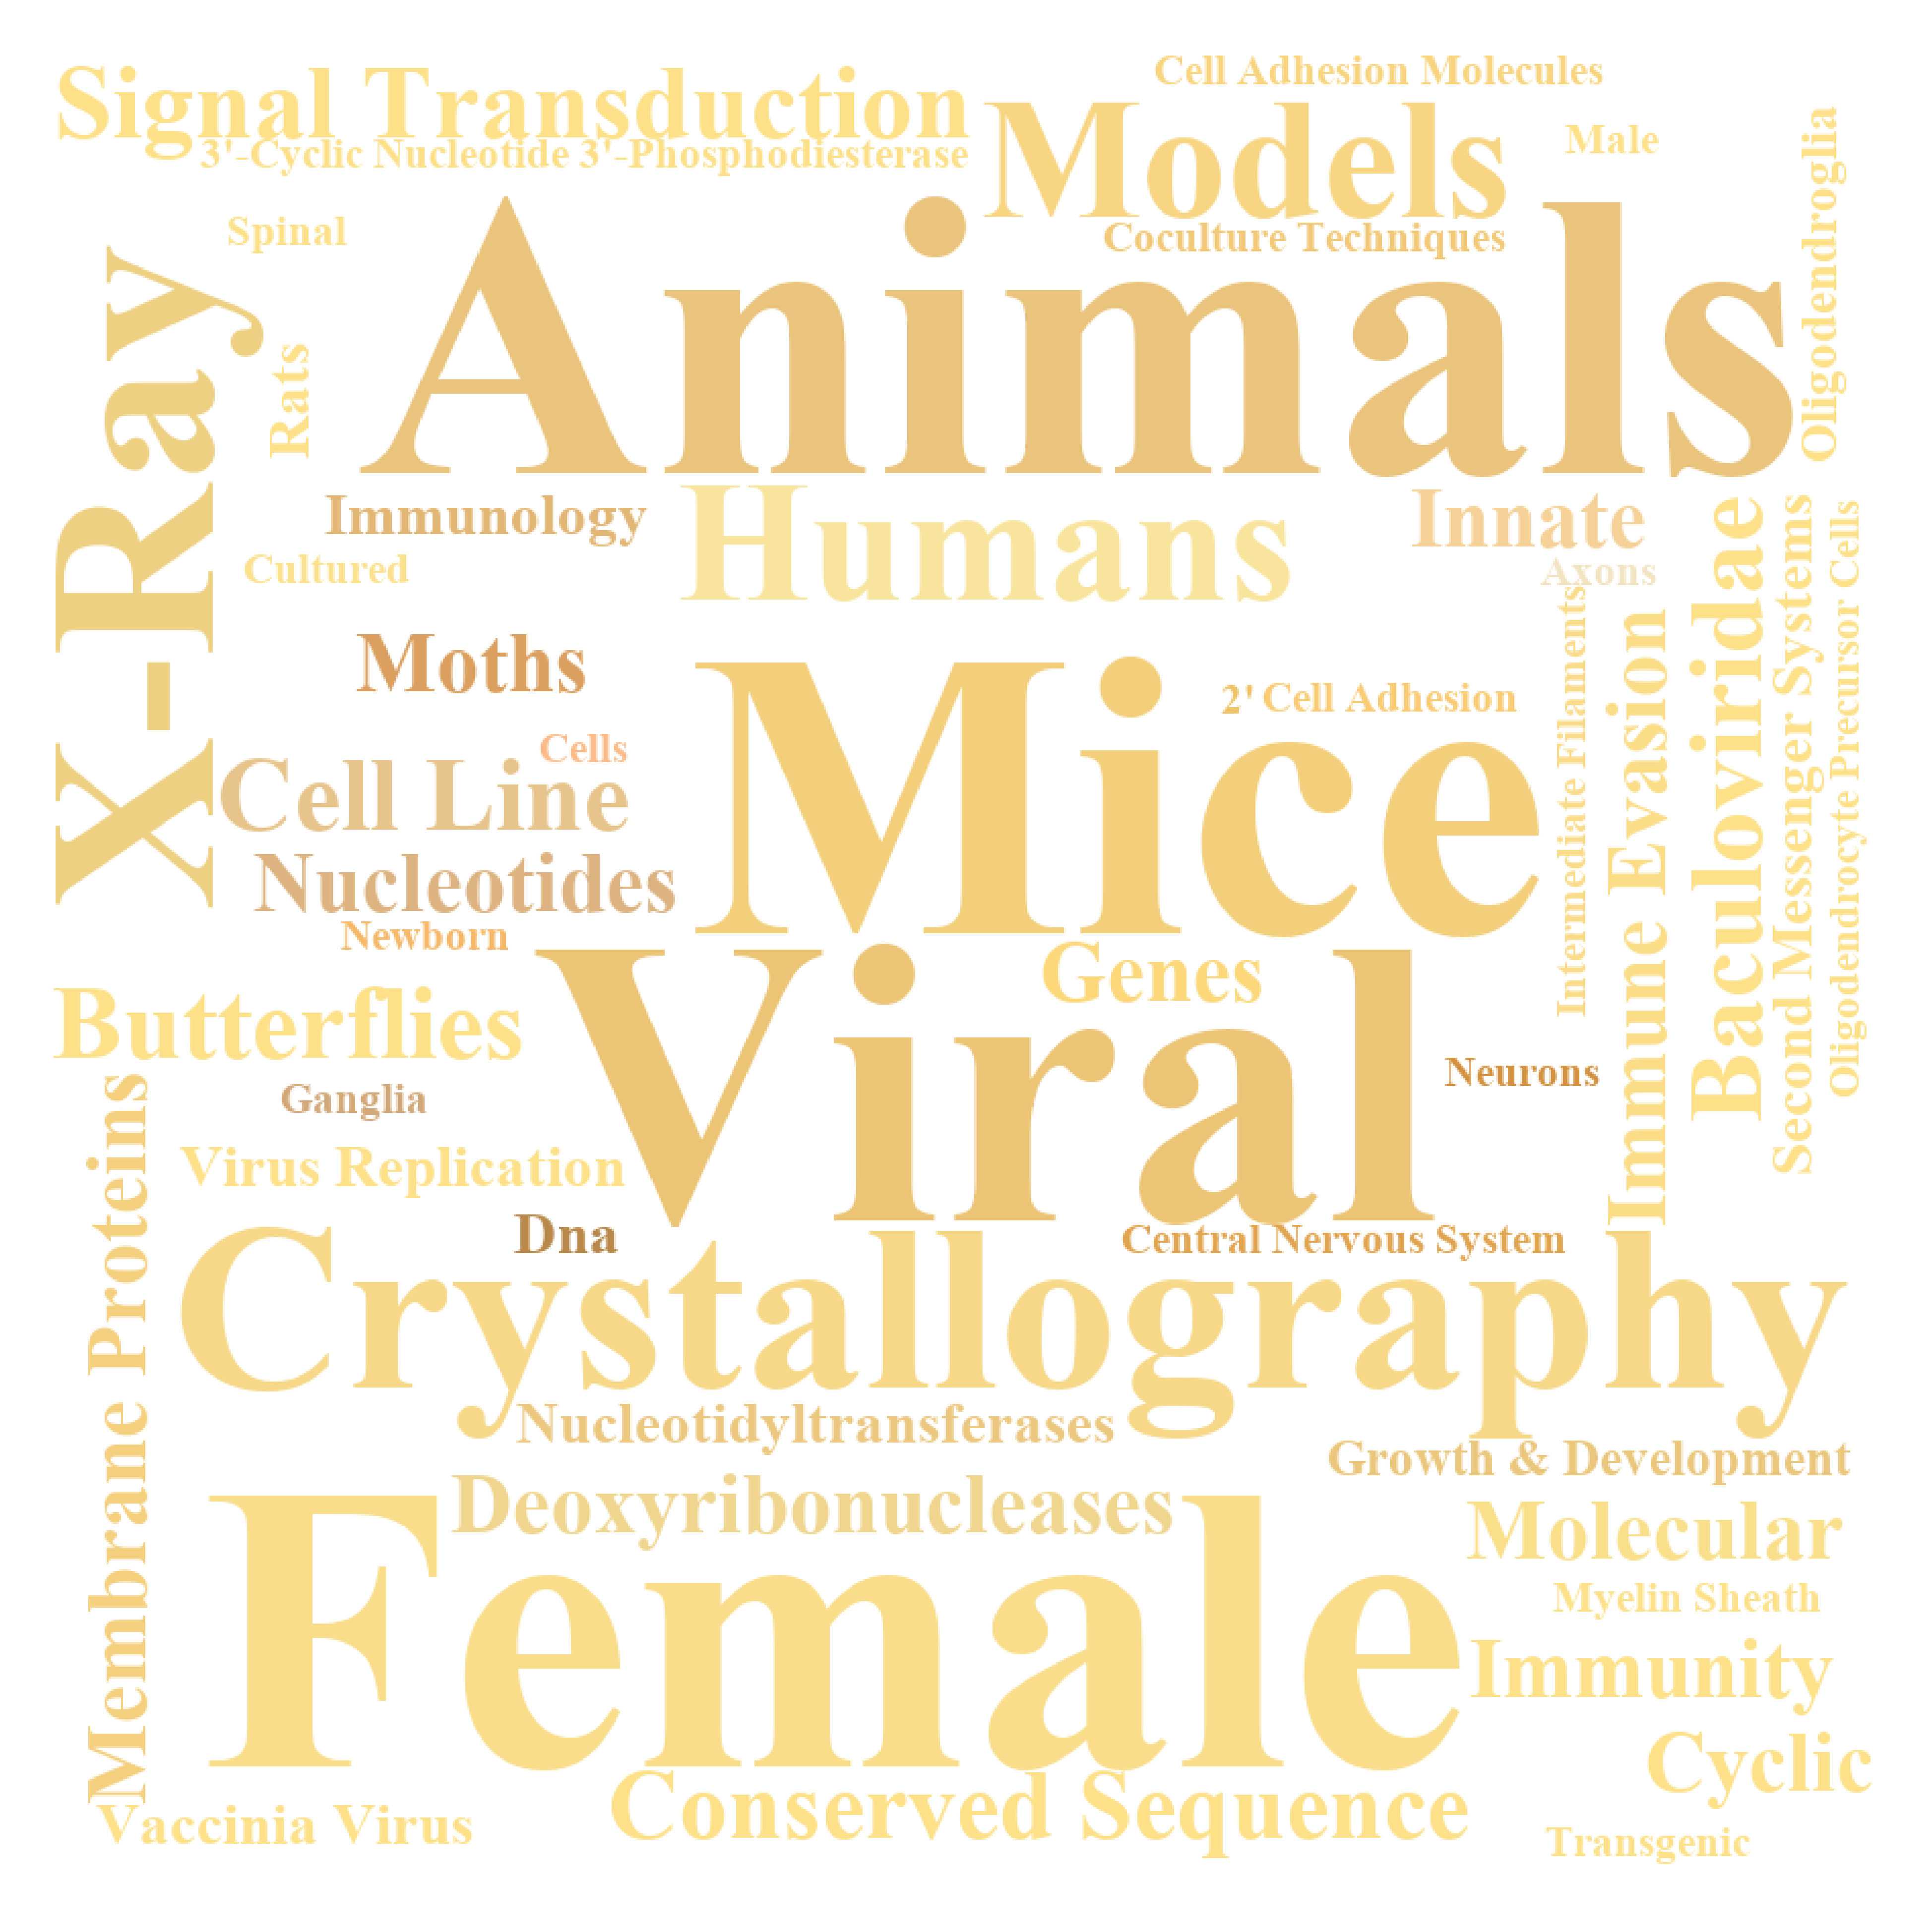 Cell Adhesion Molecules
Signal Transduction
Models
Male
3'-Cyclic Nucleotide 3'-Phosphodiesterase
Oligodendroglia
Spinal
Coculture Techniques
Animals
X-Ray
Rats
Immunology
Humans
Innate
Cultured
Axons
Baculoviridae
Second Messenger Systems
Oligodendrocyte Precursor Cells
Intermediate Filaments
Immune Evasion
Moths
Mice
2'
Cell Adhesion
Cells
Cell Line
Nucleotides
Newborn
Viral
Genes
Butterflies
Neurons
Ganglia
Membrane Proteins
Virus Replication
Dna
Central Nervous System
Crystallography
Nucleotidyltransferases
Growth & Development
Deoxyribonucleases
Molecular
Female
Myelin Sheath
Immunity
Cyclic
Conserved Sequence
Vaccinia Virus
Transgenic